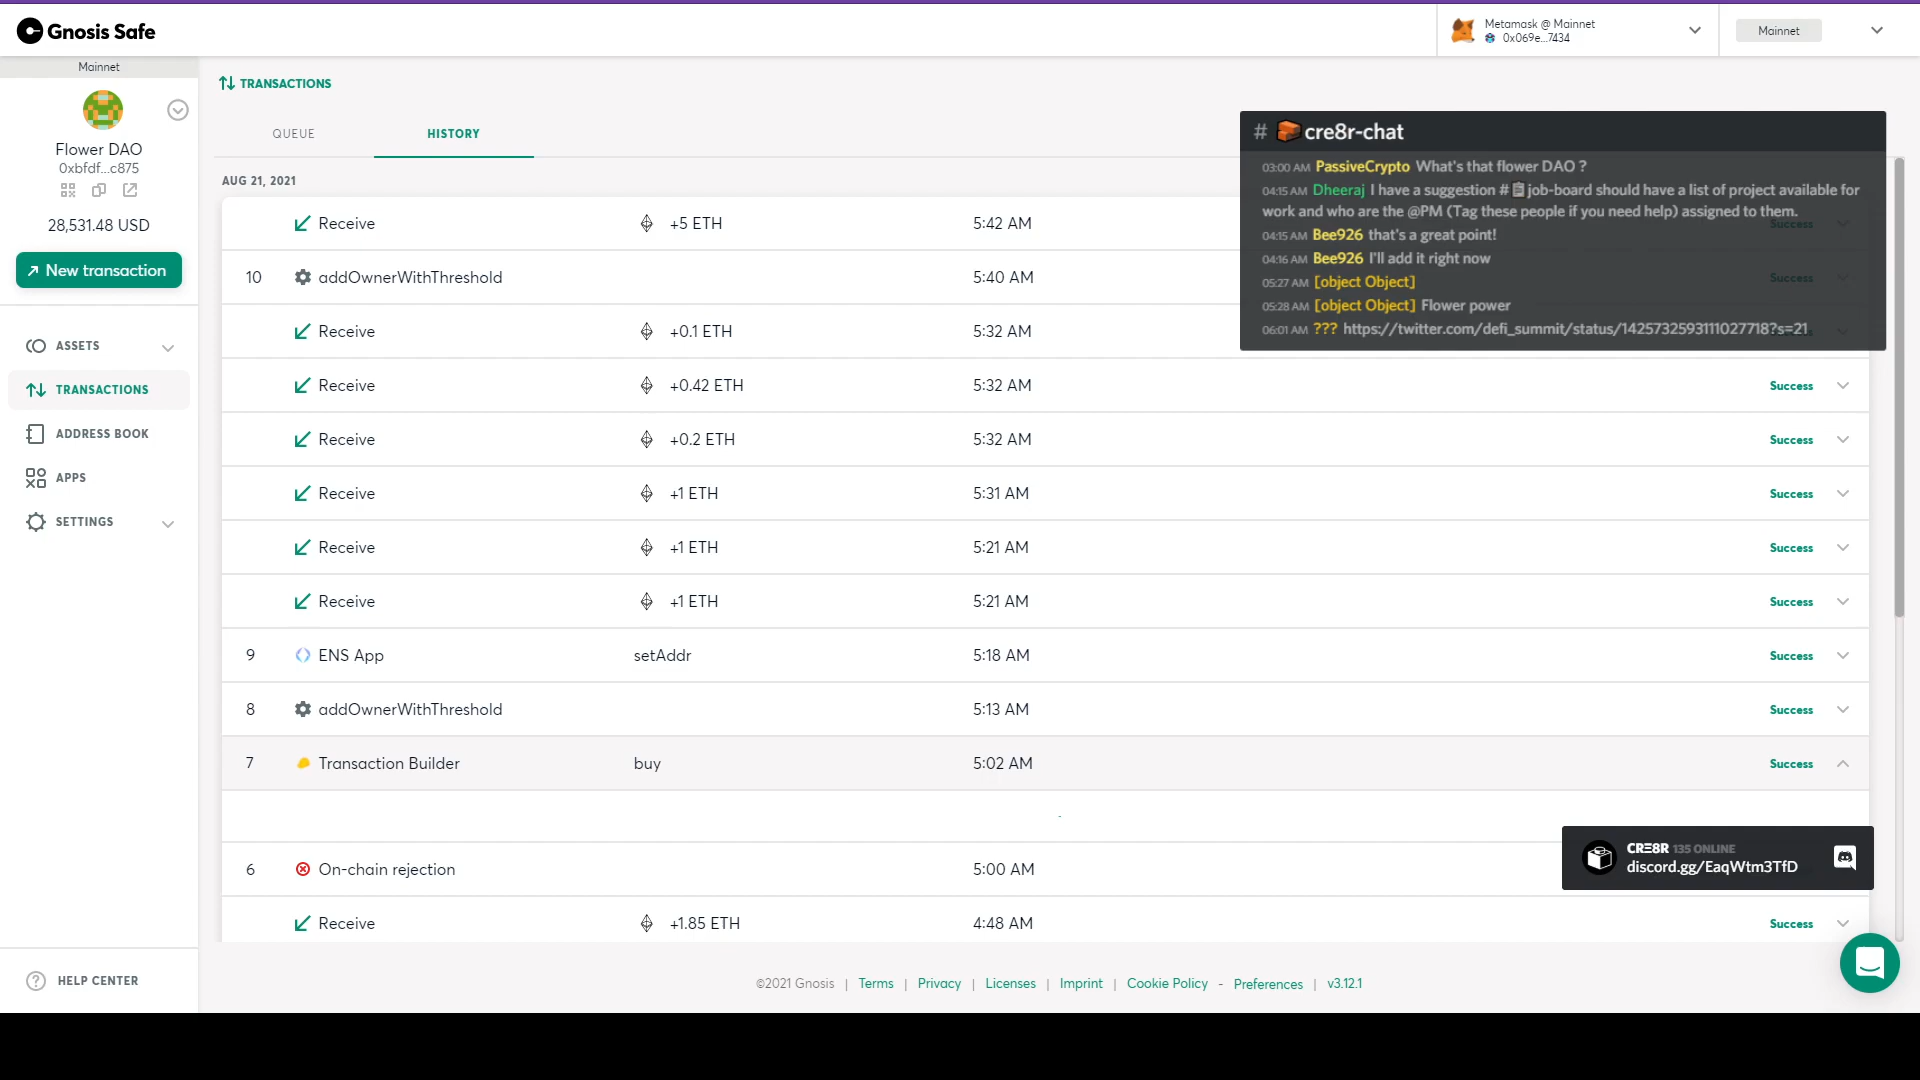 Gnosis Safe
Metamask @ Mainnet
0x069e...7434
Mainnet
Mainnet
Flower DAO
0xbfdf...c875
28,531.48 USD
New transaction
ASSETS
TRANSACTIONS
ADDRESS BOOK
APPS
SETTINGS
HELP CENTER
TRANSACTIONS
QUEUE HISTORY
AUG 21, 2021
Receive +5 ETH 5:42 AM Success
10 addOwnerWithThreshold 5:40 AM Success
Receive +0.1 ETH 5:32 AM
Receive +0.42 ETH 5:32 AM Success
Receive +0.2 ETH 5:32 AM Success
Receive +1 ETH 5:31 AM Success
Receive +1 ETH 5:21 AM Success
Receive +1 ETH 5:21 AM Success
9 ENS App setAddr 5:18 AM Success
8 addOwnerWithThreshold 5:13 AM Success
7 Transaction Builder buy 5:02 AM Success
6 On-chain rejection 5:00 AM
Receive +1.85 ETH 4:48 AM Success
# cre8r-chat
03:00 AM PassiveCrypto What's that flower DAO ?
04:15 AM Dheeraj I have a suggestion # job-board should have a list of project available for
work and who are the @PM (Tag these people if you need help) assigned to them.
04:15 AM Bee926 that's a great point!
04:16 AM Bee926 I'll add it right now
05:27 AM [object Object]
05:28 AM [object Object] Flower power
06:01 AM ??? https://twitter.com/defi_summit/status/1425732593111027718?s=21
CRΞ8R 135 ONLINE
discord.gg/EaqWtm3TfD
©2021 Gnosis | Terms | Privacy | Licenses | Imprint | Cookie Policy - Preferences | v3.12.1